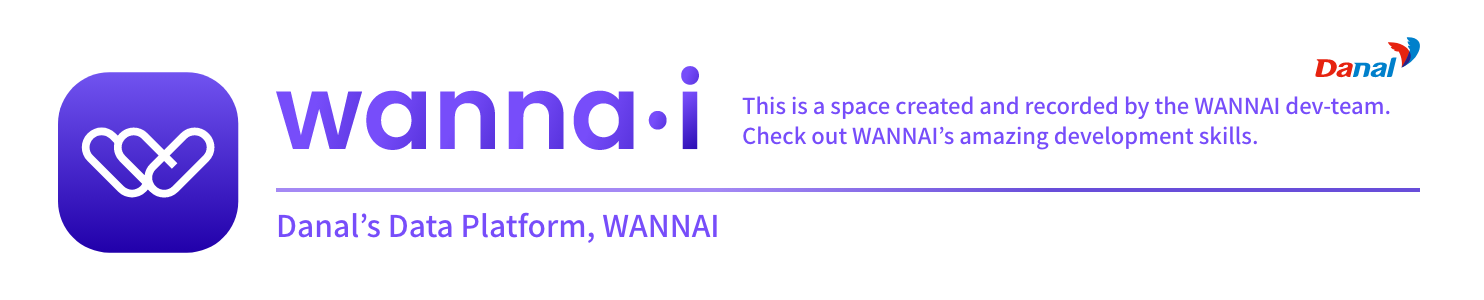 wanna·i
Danal
This is a space created and recorded by the WANNAI dev-team.
Check out WANNAI’s amazing development skills.
Danal’s Data Platform, WANNAI